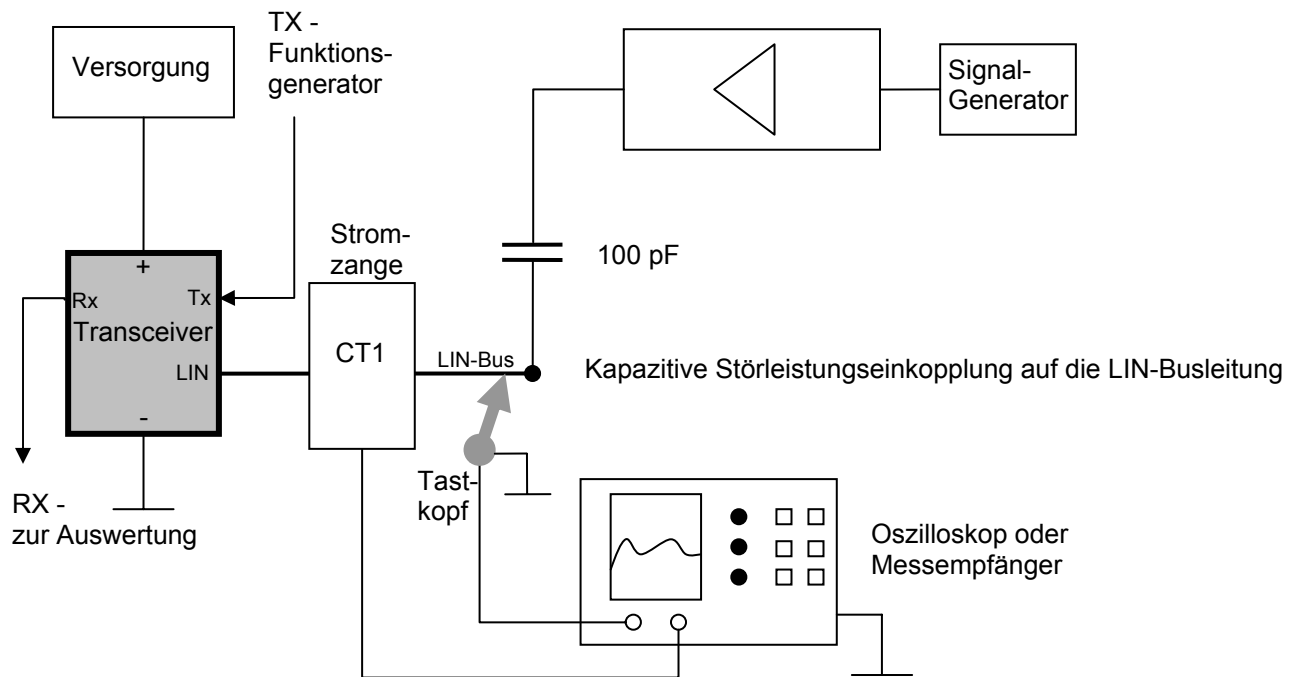 Versorgung
TX -
Funktions-
generator
Signal-
Generator
Strom-
zange
100 pF
+
Rx
Tx
Transceiver
LIN
-
CT1
LIN-Bus
Kapazitive Störleistungseinkopplung auf die LIN-Busleitung
Tast-
kopf
RX -
zur Auswertung
Oszilloskop oder
Messempfänger